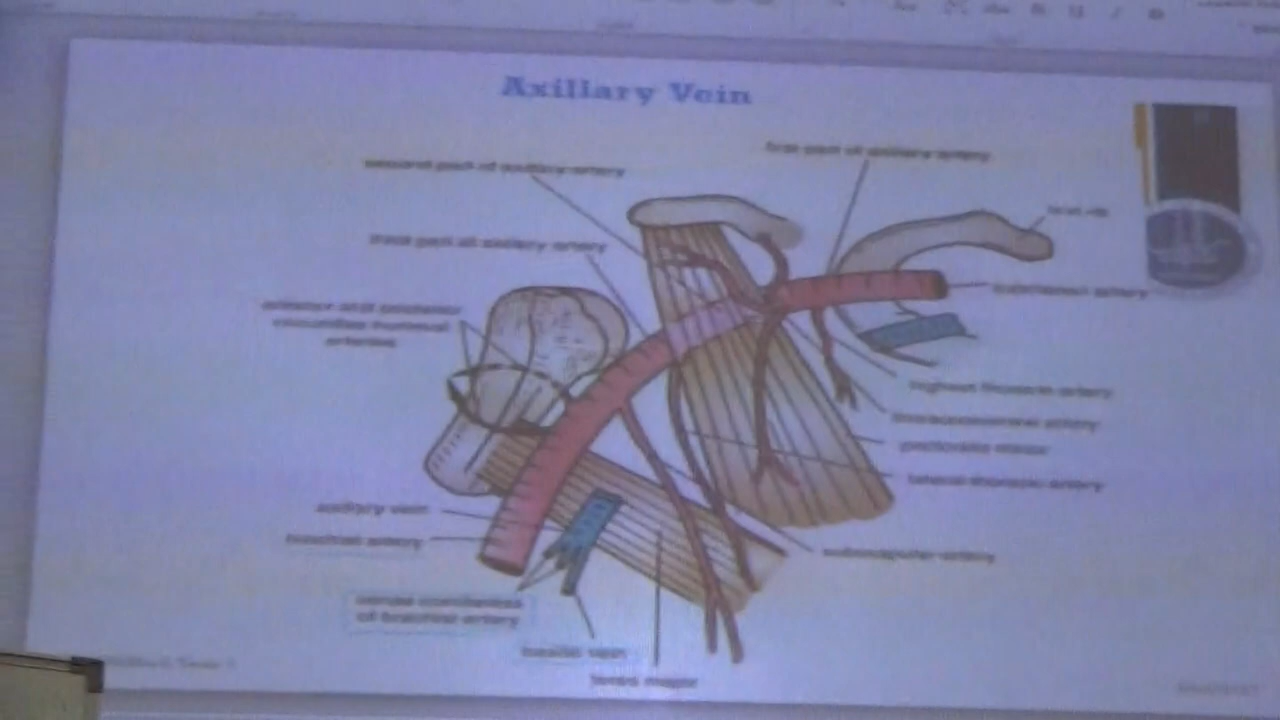 Axillary Vein
first part of axillary artery
second part of axillary artery
first rib
third part of axillary artery
subclavian artery
anterior and posterior
circumflex humeral
arteries
highest thoracic artery
thoracoacromial artery
pectoralis minor
lateral thoracic artery
axillary vein
brachial artery
subscapular artery
venae comitantes
of brachial artery
basilic vein
teres major